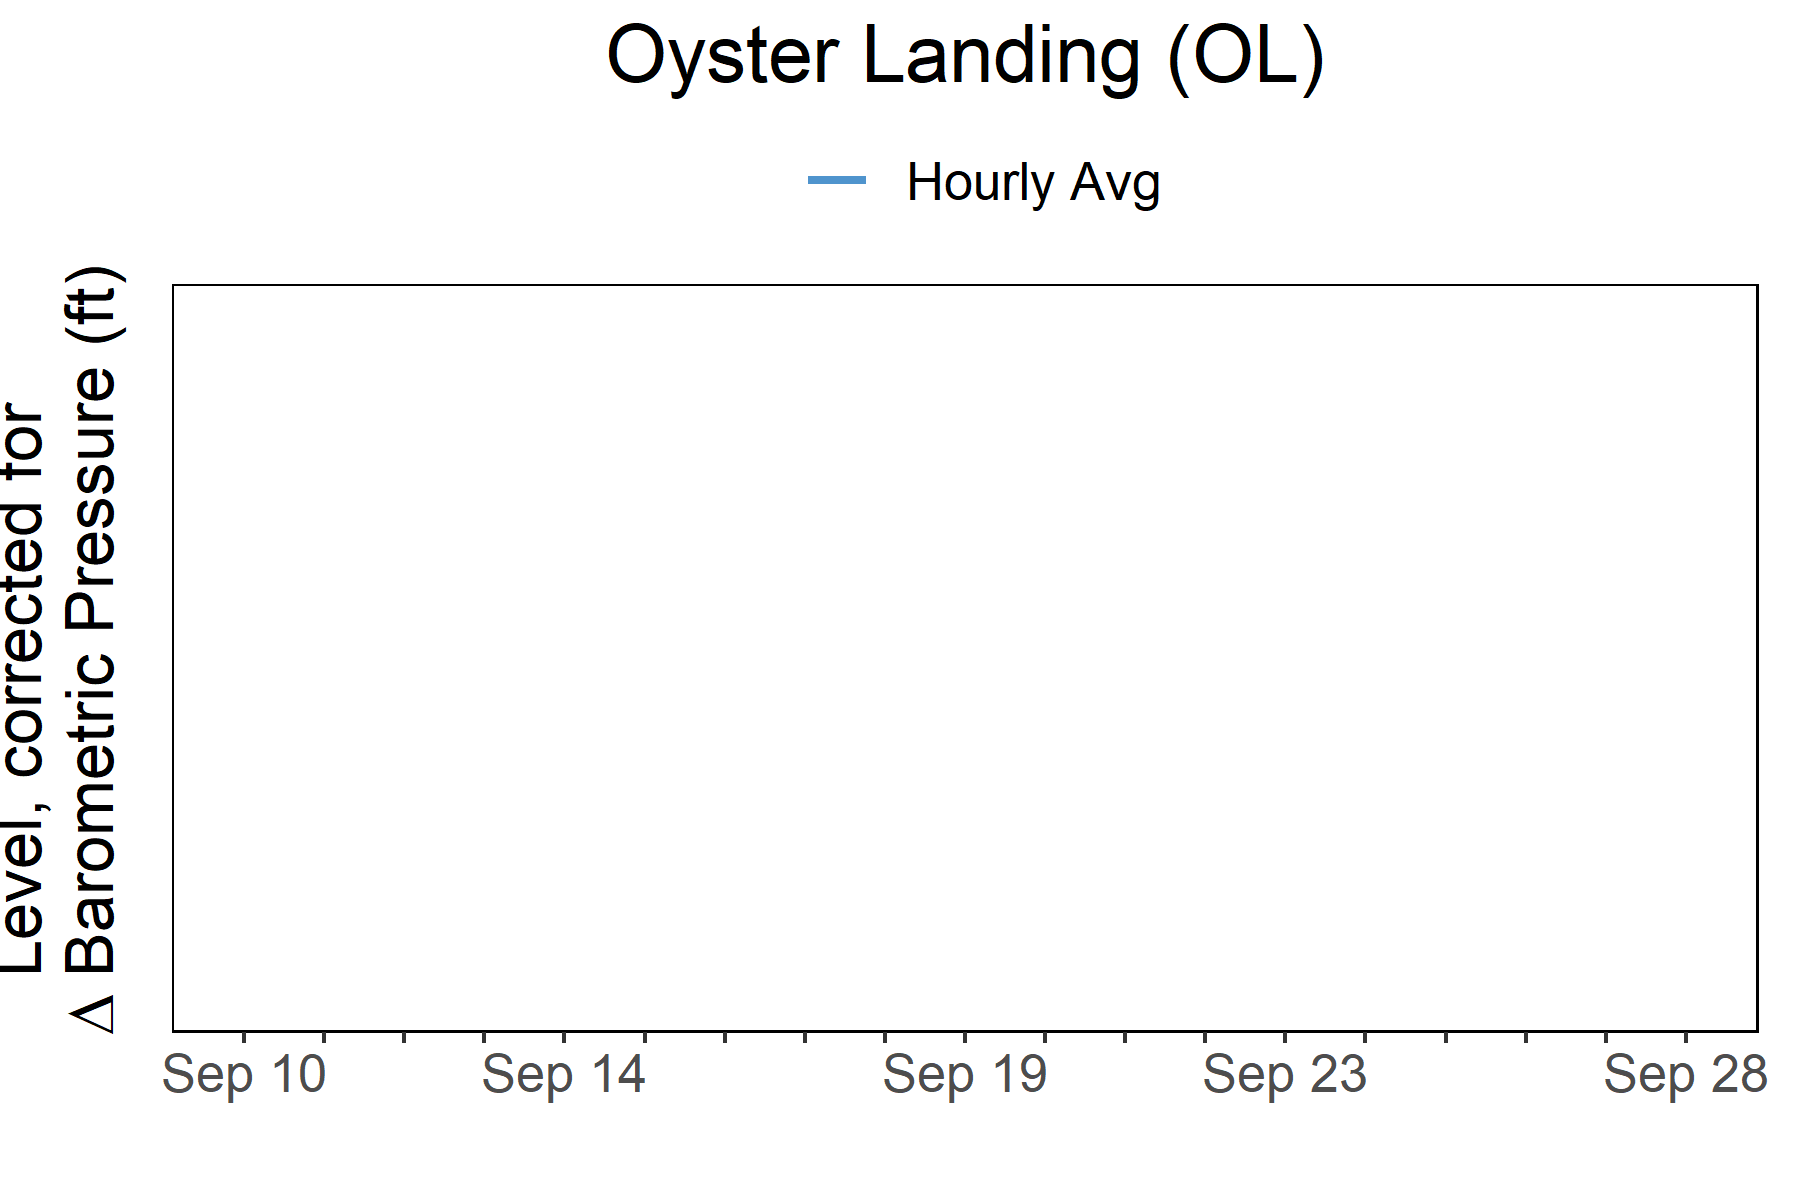 Oyster Landing (OL)
Hourly Avg
Level, corrected for
Δ Barometric Pressure (ft)
Sep 10 Sep 14 Sep 19 Sep 23 Sep 28